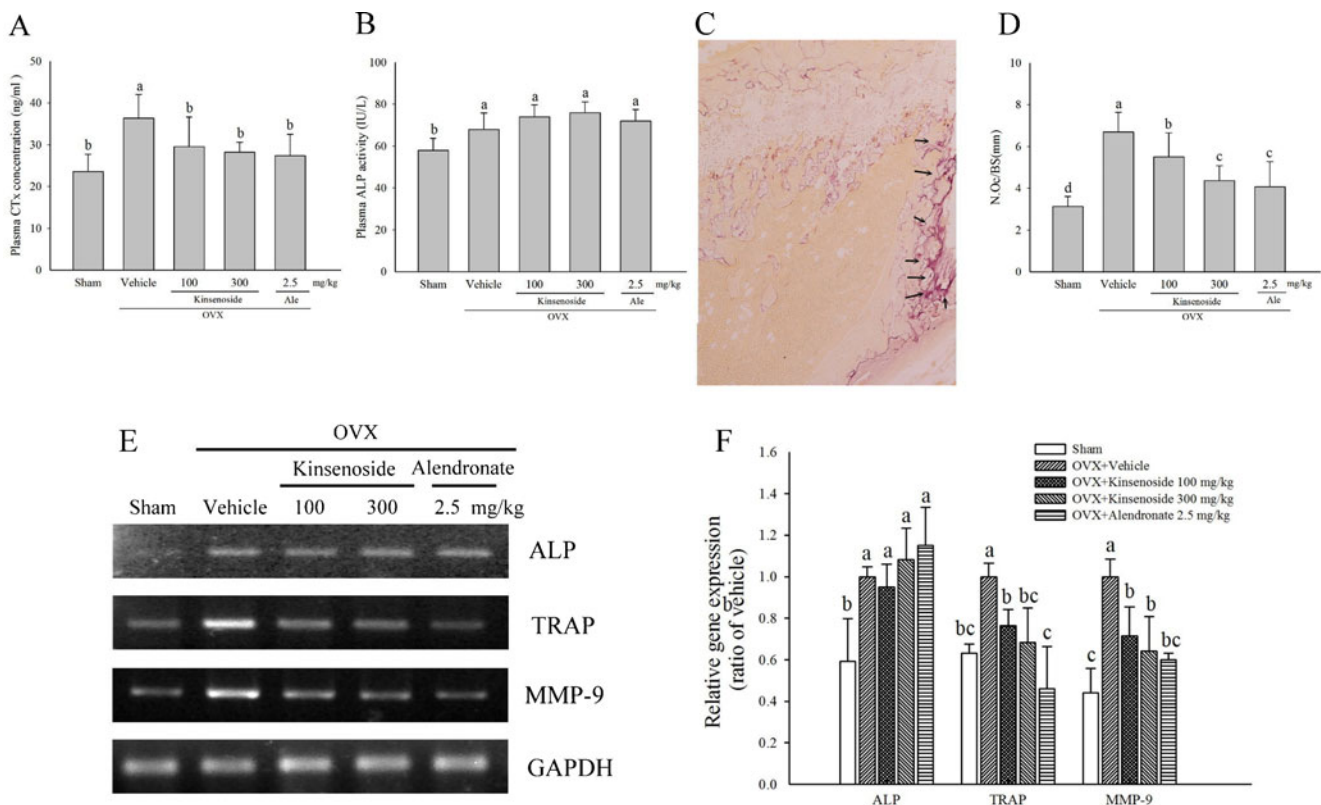 A
Plasma CTx concentration (ng/ml )
50
40
30
20
10
0
b
a
b
b
b
Sham
Vehicle
100
300
2.5
mg/kg
Kinsenoside
Ale
OVX
B
Plasma ALP activity (IU/L)
100
80
60
40
20
0
b
a
a
a
a
Sham
Vehicle
100
300
2.5
mg/kg
Kinsenoside
Ale
OVX
C
D
N.Oc/BS(mm)
10
8
6
4
2
0
d
a
b
c
c
Sham
Vehicle
100
300
2.5
mg/kg
Kinsenoside
Ale
OVX
E
OVX
Kinsenoside
Alendronate
Sham
Vehicle
100
300
2.5 mg/kg
ALP
TRAP
MMP-9
GAPDH
F
Relative gene expression
(ratio of vehicle)
b
1.6
1.4
1.2
1.0
0.8
0.6
0.4
0.2
0.0
Sham
OVX+Vehicle
OVX+Kinsenoside 100 mg/kg
OVX+Kinsenoside 300 mg/kg
OVX+Alendronate 2.5 mg/kg
b
a
a
a
a
bc
a
b
bc
c
c
a
b
b
bc
ALP
TRAP
MMP-9